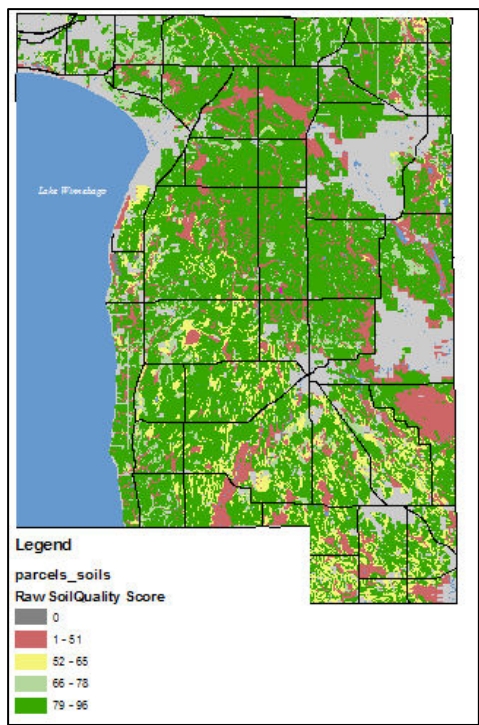 Lake Winnebago
Legend
parcels_soils
Raw SoilQuality Score
0
1 - 51
52 - 65
66 - 78
79 - 96